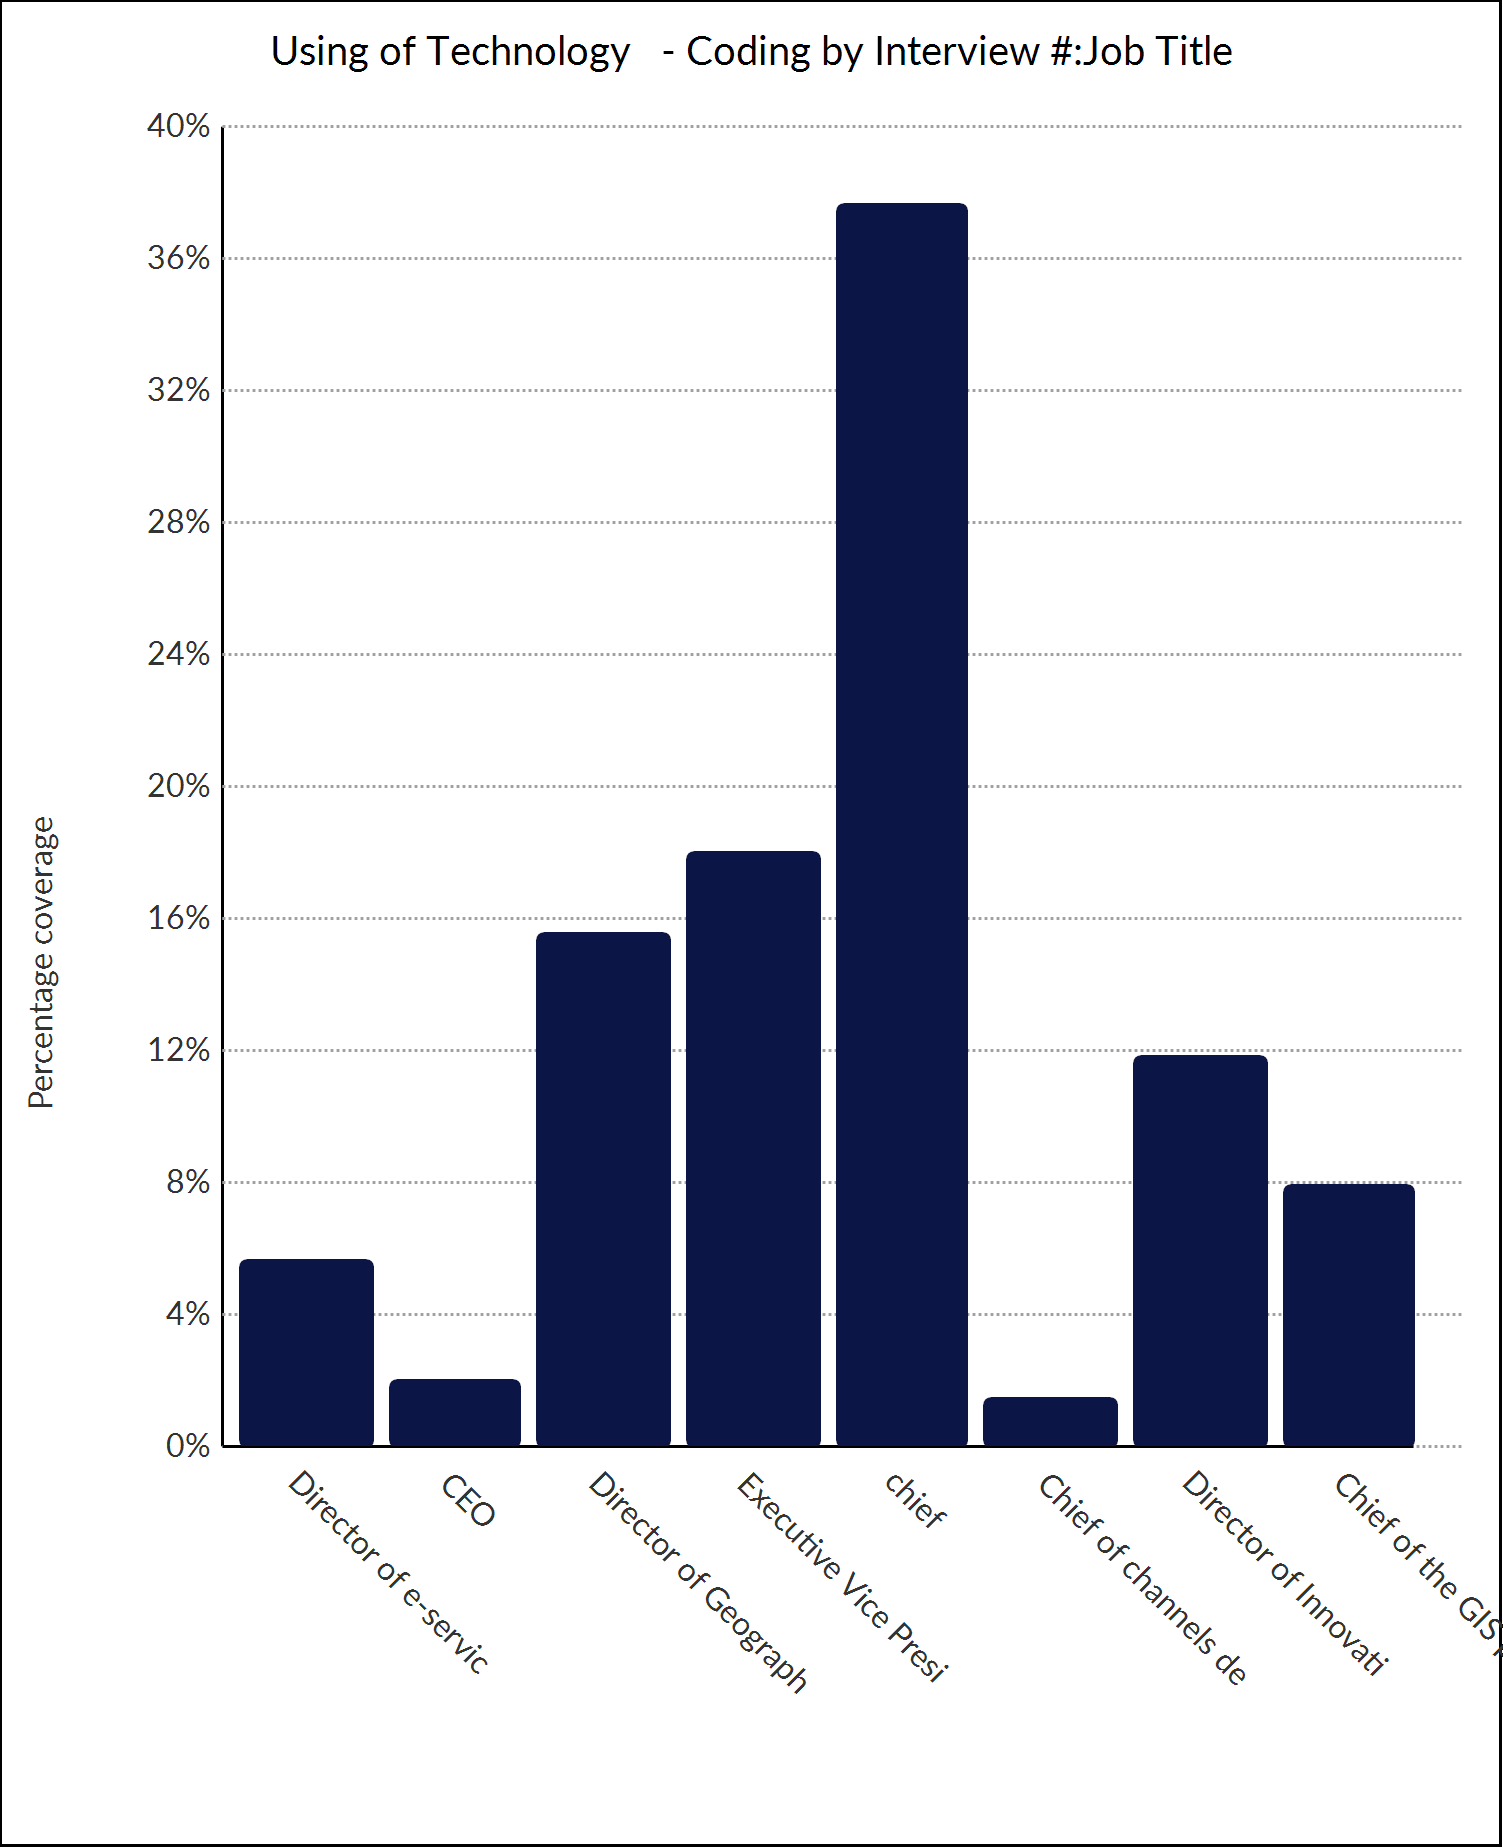 Using of Technology - Coding by Interview #:Job Title
40%
36%
32%
28%
24%
20%
16%
12%
8%
4%
0%
Percentage coverage
Director of e-servic
CEO
Director of Geograph
Executive Vice Presi
chief
Chief of channels de
Director of Innovati
Chief of the GIS